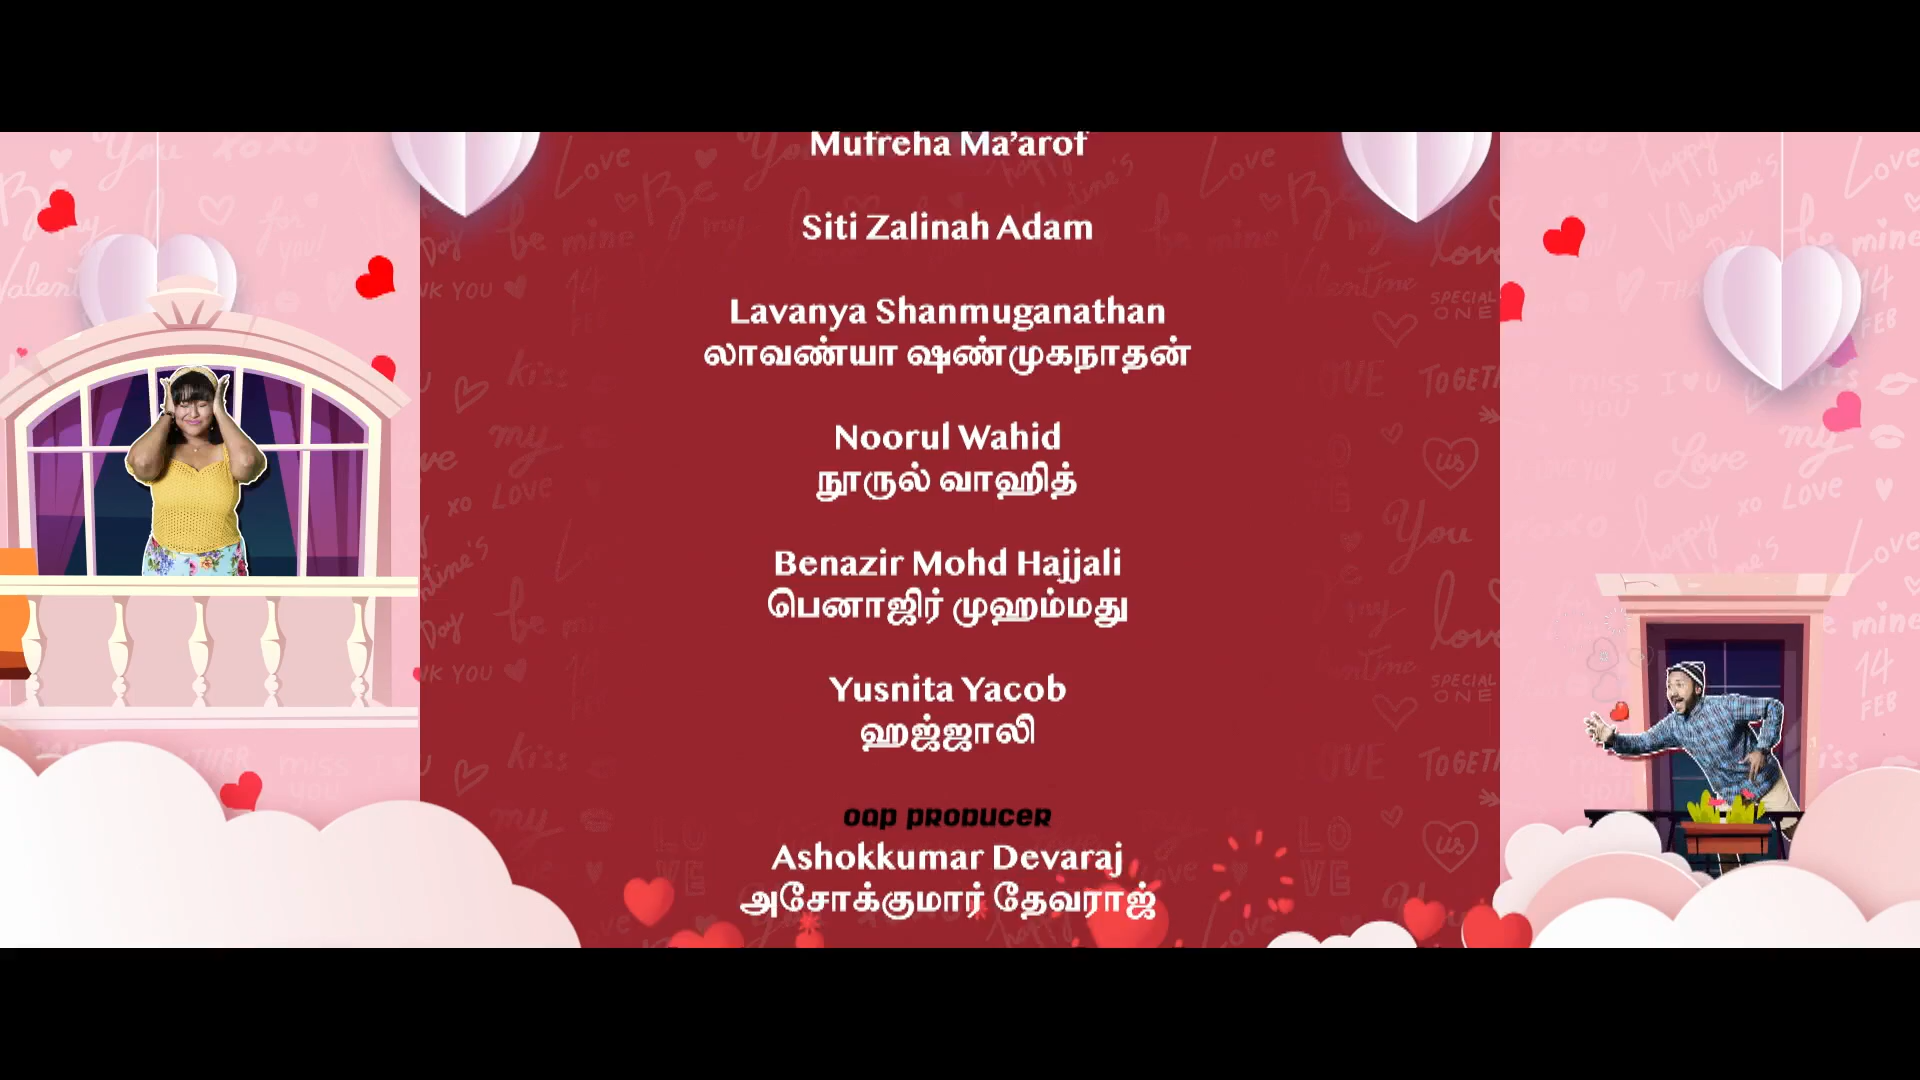 Mufreha Ma’arof
Siti Zalinah Adam
Lavanya Shanmuganathan
லாவண்யா ஷண்முகநாதன்
Noorul Wahid
நூருல் வாஹித்
Benazir Mohd Hajjali
பெனாஜிர் முஹம்மது
Yusnita Yacob
ஹஜ்ஜாலி
OAP PRODUCER
Ashokkumar Devaraj
அசோக்குமார் தேவராஜ்